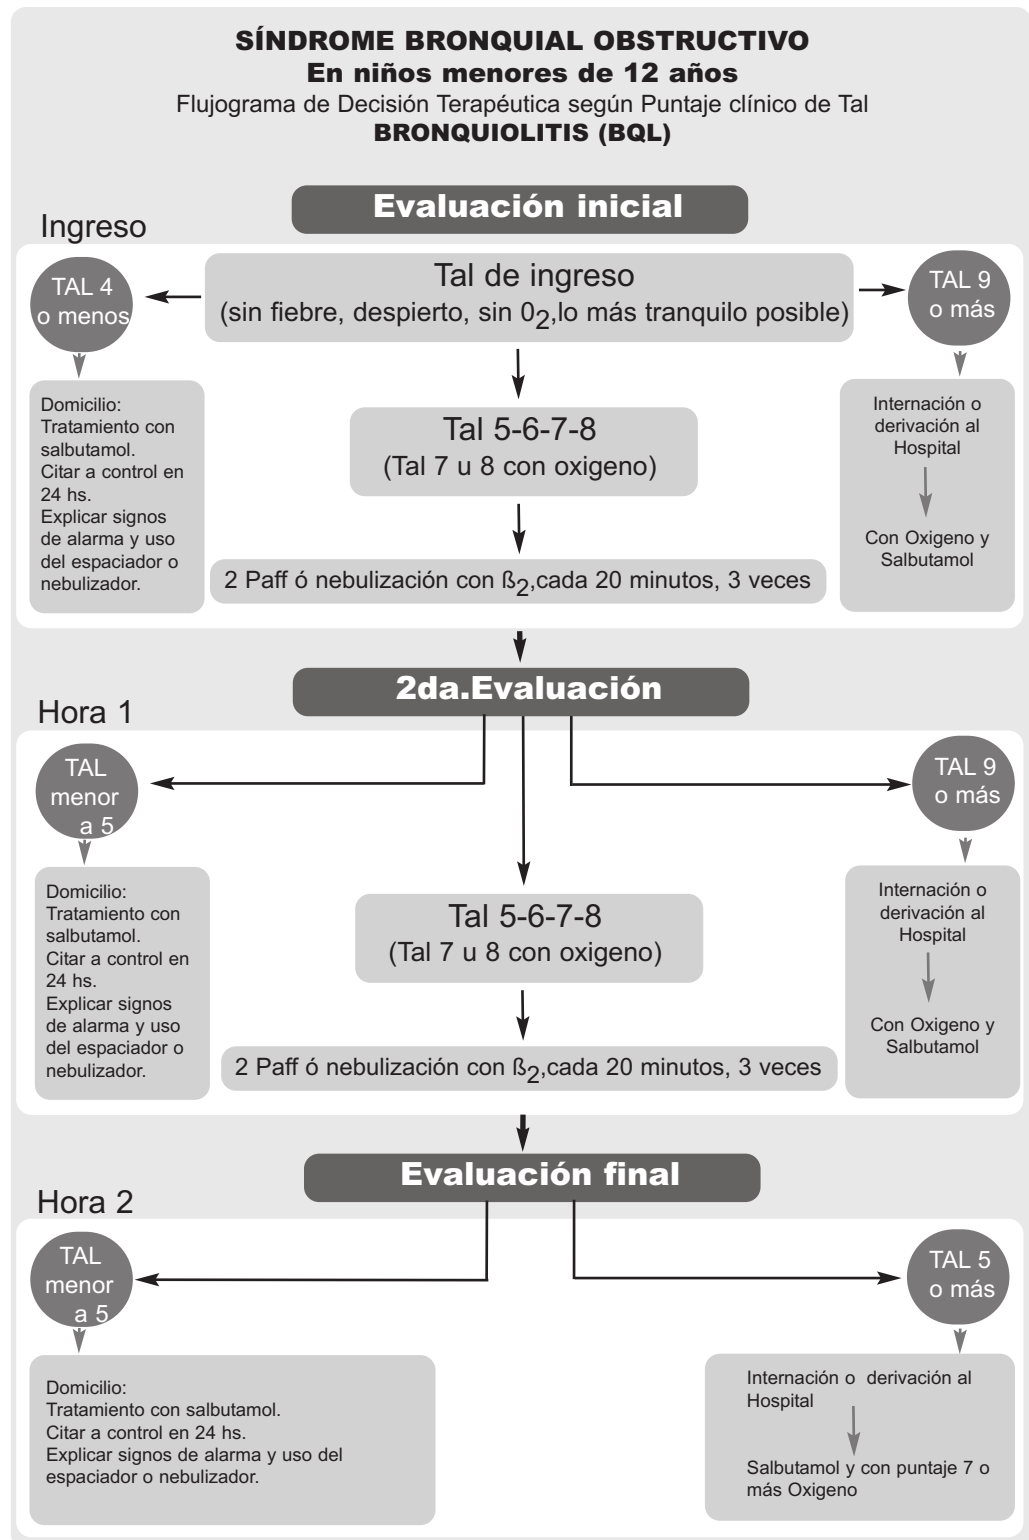 SÍNDROME BRONQUIAL OBSTRUCTIVO
En niños menores de 12 años
Flujograma de Decisión Terapéutica según Puntaje clínico de Tal
BRONQUIOLITIS (BQL)
Evaluación inicial
Ingreso
TAL 4
o menos
Tal de ingreso
(sin fiebre, despierto, sin 0₂,lo más tranquilo posible)
TAL 9
o más
Domicilio:
Tratamiento con
salbutamol.
Citar a control en
24 hs.
Explicar signos
de alarma y uso
del espaciador o
nebulizador.
Tal 5-6-7-8
(Tal 7 u 8 con oxigeno)
2 Paff ó nebulización con ß₂,cada 20 minutos, 3 veces
Internación o
derivación al
Hospital
Con Oxigeno y
Salbutamol
2da.Evaluación
Hora 1
TAL
menor
a 5
TAL 9
o más
Domicilio:
Tratamiento con
salbutamol.
Citar a control en
24 hs.
Explicar signos
de alarma y uso
del espaciador o
nebulizador.
Tal 5-6-7-8
(Tal 7 u 8 con oxigeno)
2 Paff ó nebulización con ß₂,cada 20 minutos, 3 veces
Internación o
derivación al
Hospital
Con Oxigeno y
Salbutamol
Evaluación final
Hora 2
TAL
menor
a 5
TAL 5
o más
Domicilio:
Tratamiento con salbutamol.
Citar a control en 24 hs.
Explicar signos de alarma y uso del
espaciador o nebulizador.
Internación o derivación al
Hospital
Salbutamol y con puntaje 7 o
más Oxigeno